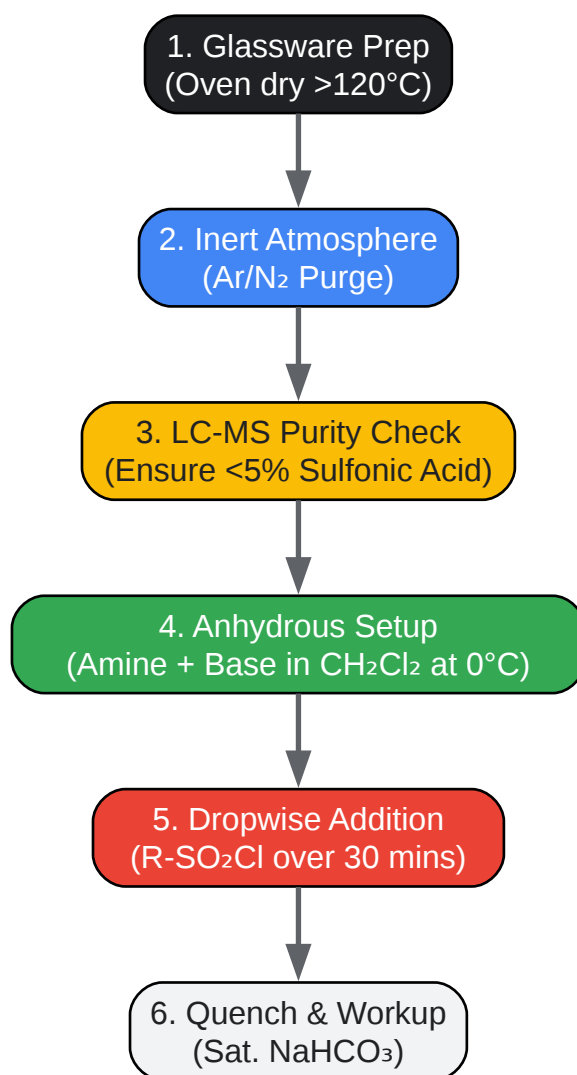 1. Glassware Prep
(Oven dry >120°C)
2. Inert Atmosphere
(Ar/N₂ Purge)
3. LC-MS Purity Check
(Ensure <5% Sulfonic Acid)
4. Anhydrous Setup
(Amine + Base in CH₂Cl₂ at 0°C)
5. Dropwise Addition
(R-SO₂Cl over 30 mins)
6. Quench & Workup
(Sat. NaHCO₃)